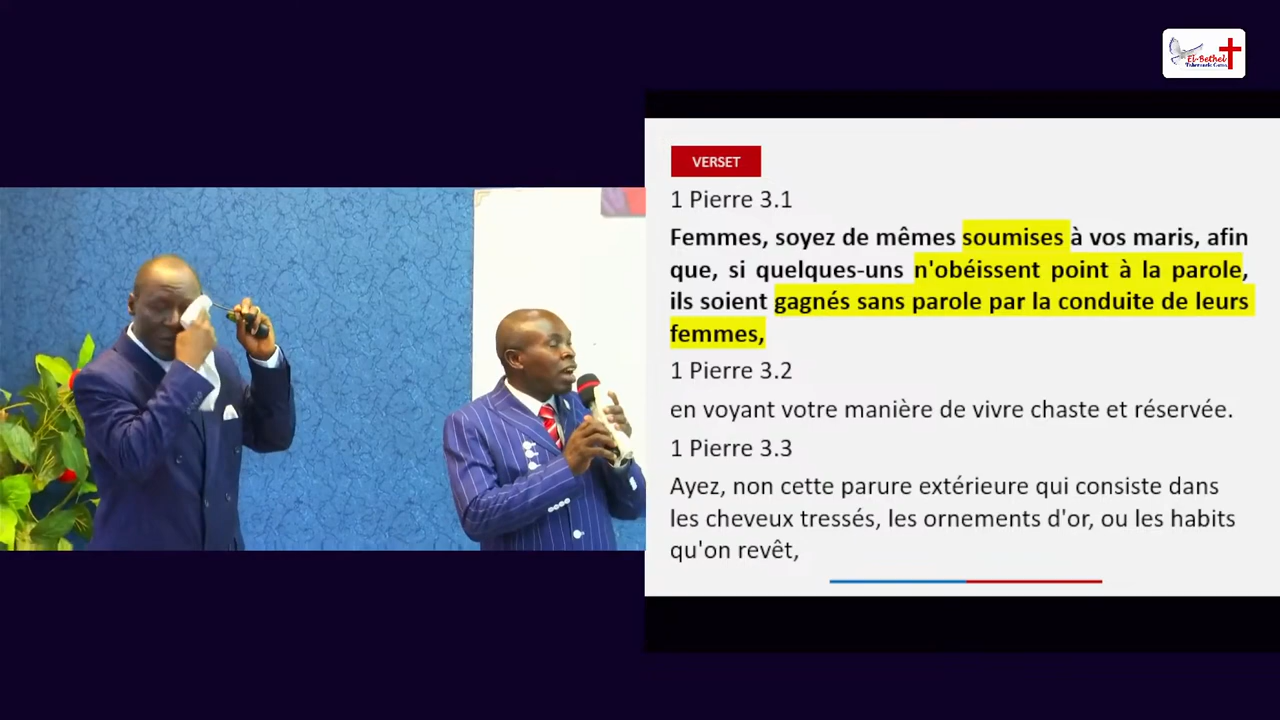 El-Bethel
VERSET
1 Pierre 3.1
Femmes, soyez de mêmes soumises à vos maris, afin
que, si quelques-uns n'obéissent point à la parole,
ils soient gagnés sans parole par la conduite de leurs
femmes,
1 Pierre 3.2
en voyant votre manière de vivre chaste et réservée.
1 Pierre 3.3
Ayez, non cette parure extérieure qui consiste dans
les cheveux tressés, les ornements d'or, ou les habits
qu'on revêt,